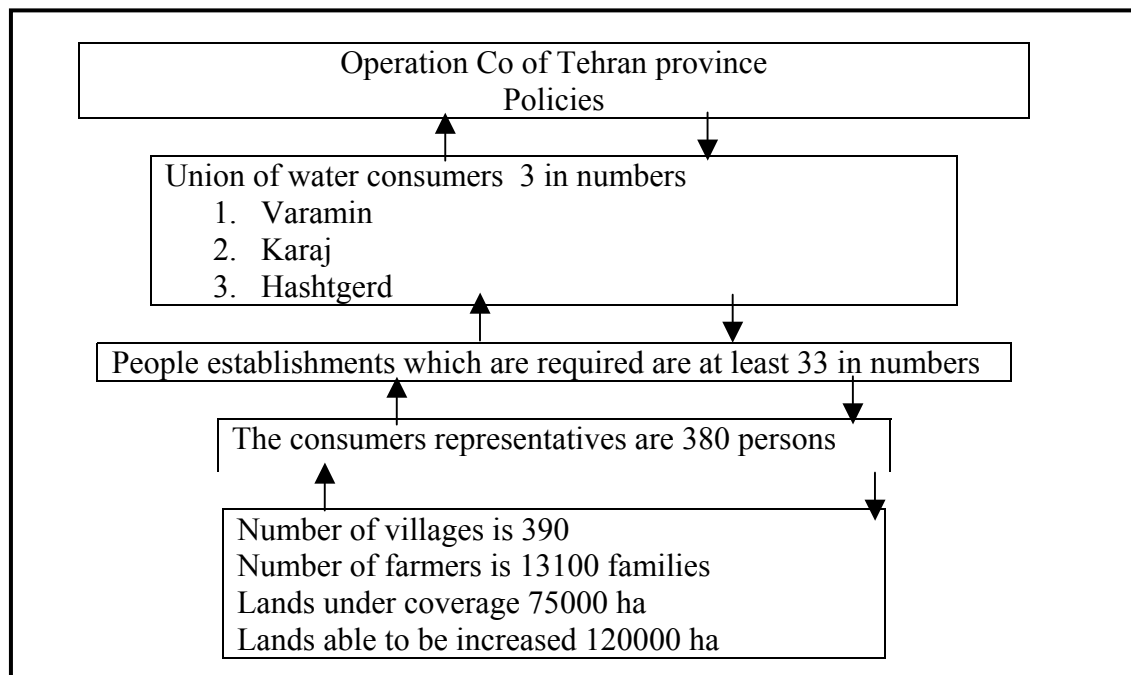 Operation Co of Tehran province
Policies
Union of water consumers 3 in numbers
1. Varamin
2. Karaj
3. Hashtgerd
People establishments which are required are at least 33 in numbers
The consumers representatives are 380 persons
Number of villages is 390
Number of farmers is 13100 families
Lands under coverage 75000 ha
Lands able to be increased 120000 ha